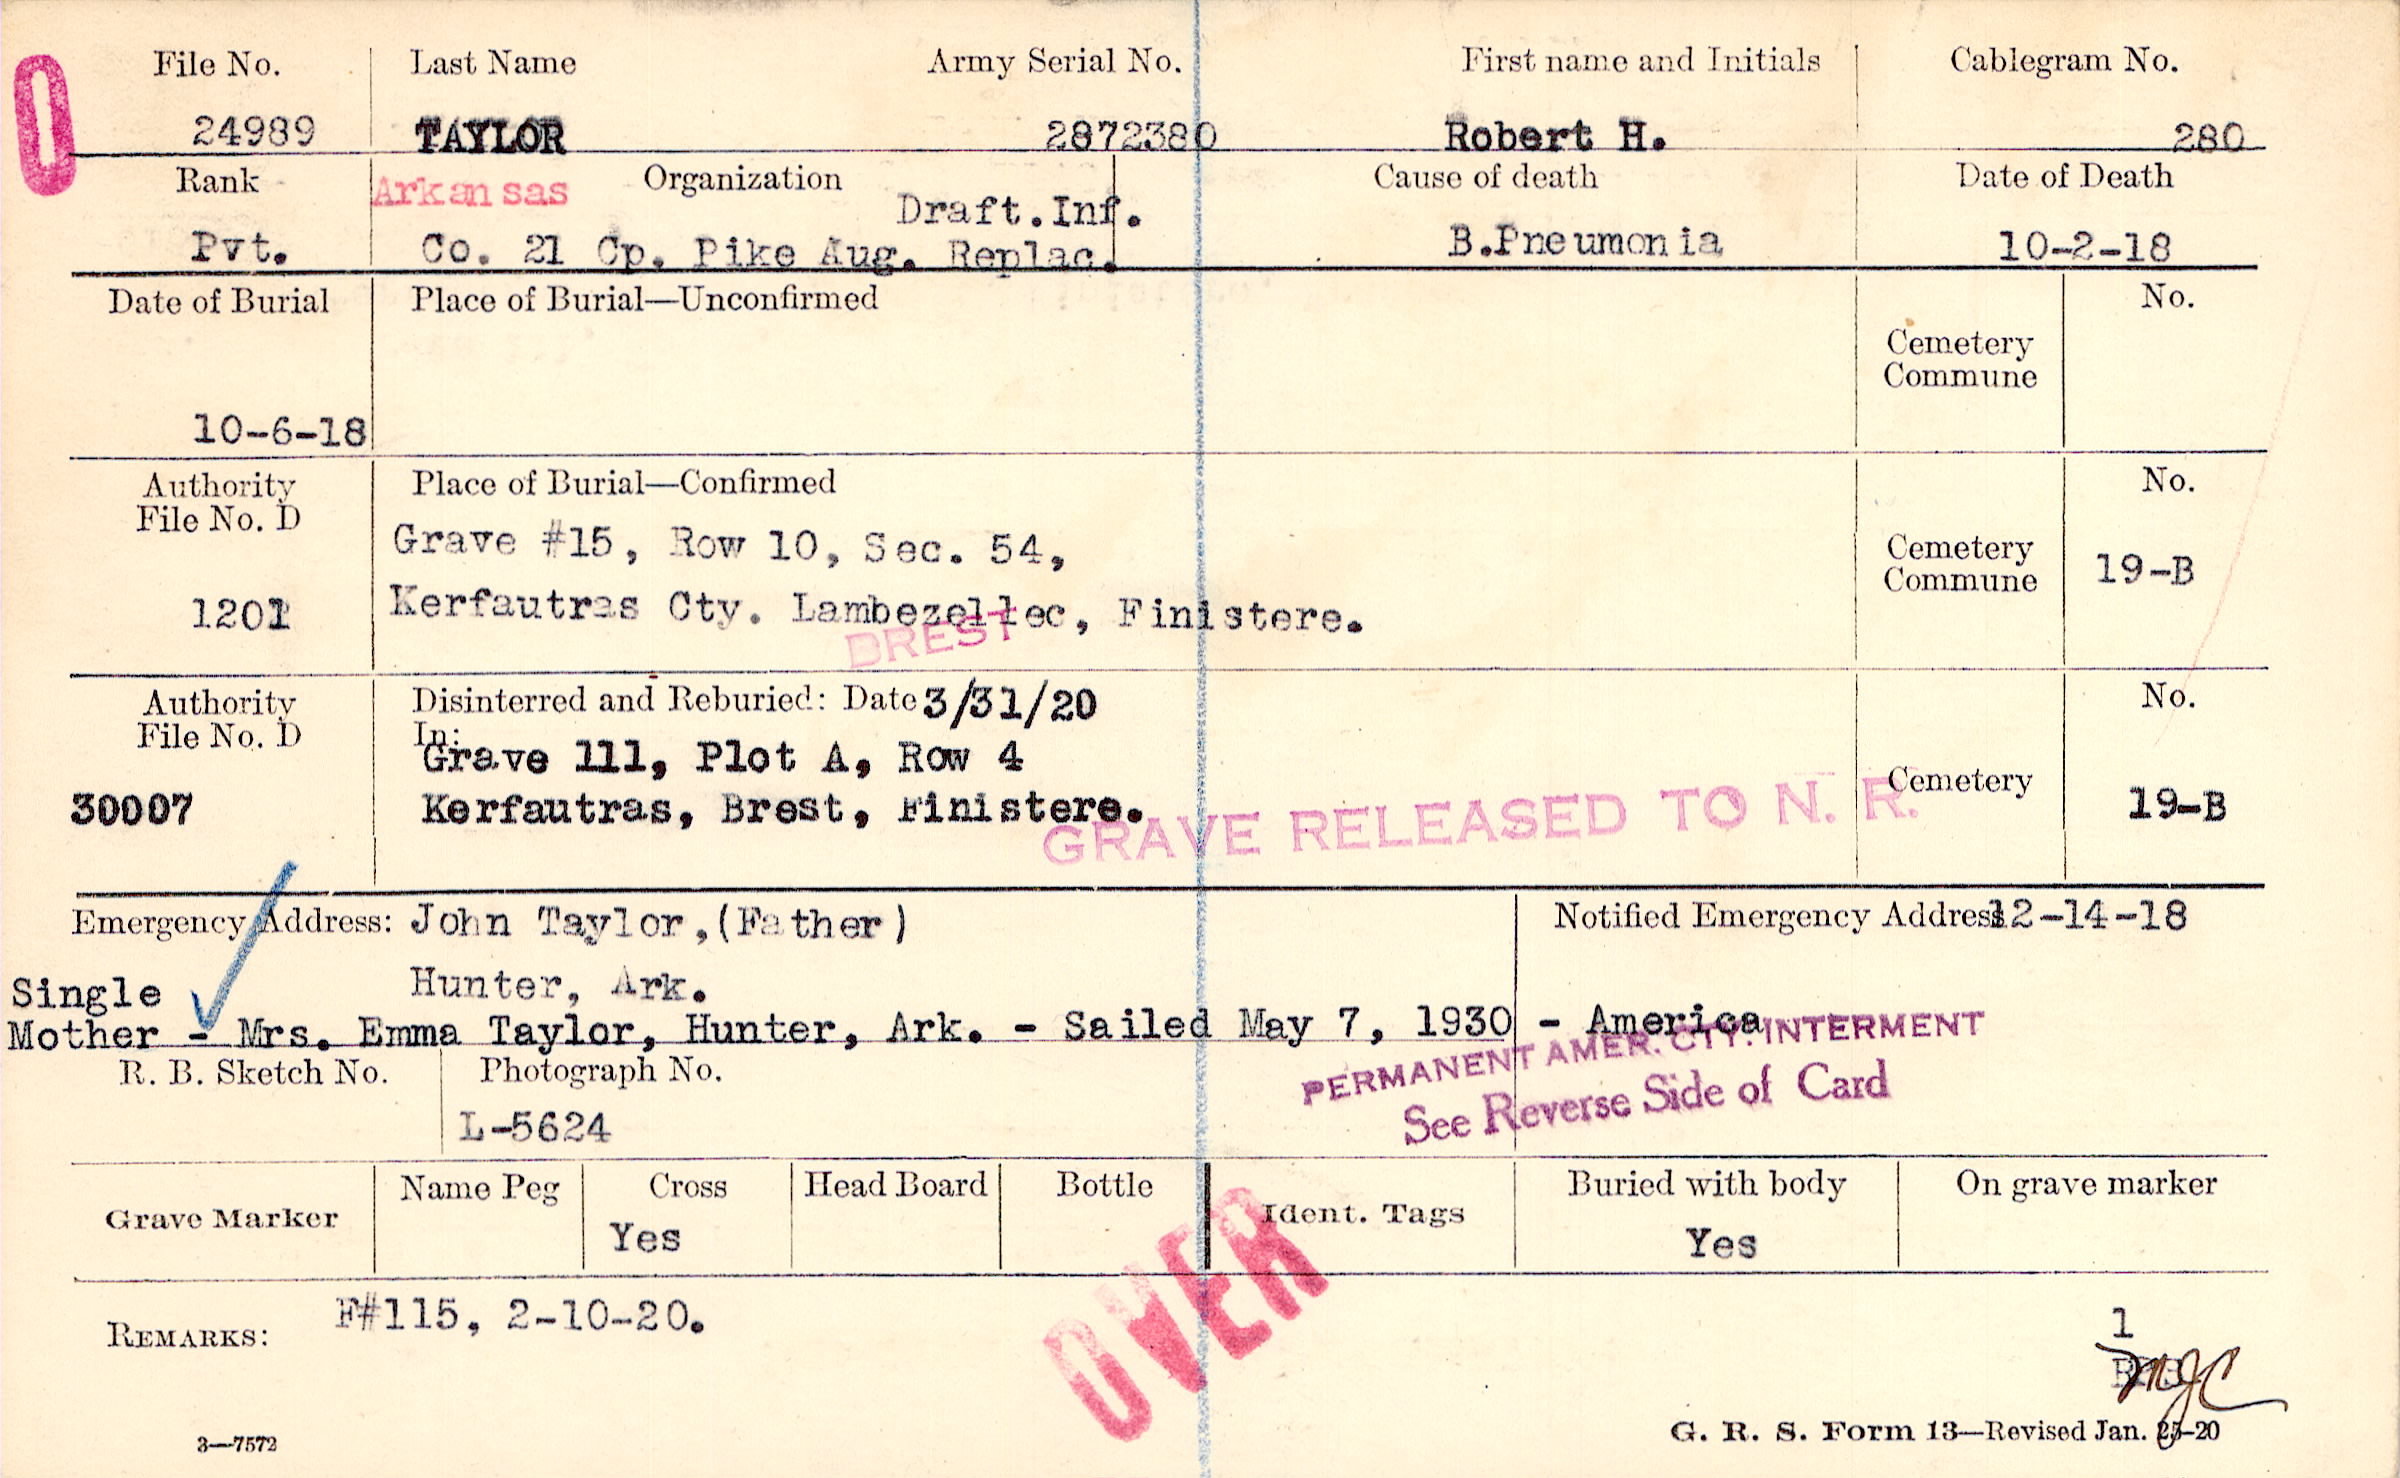 File No. Last Name Army Serial No. First name and Initials Cablegram No.
24989 TAYLOR 2872380 Robert H. 280
Rank Arkansas Organization Cause of death Date of Death
Draft.Inf.
Pvt. Co. 21 Cp. Pike Aug. Replac. B.Pneumonia 10-2-18
Date of Burial Place of Burial—Unconfirmed No.
Cemetery
Commune
10-6-18
Authority Place of Burial—Confirmed No.
File No. D
Grave #15, Row 10, Sec. 54,
Cemetery
Commune 19-B
1201 Kerfautras Cty. Lambezellec, Finistere.
BREST
Authority Disinterred and Reburied: Date 3/31/20 No.
File No. D In:
Grave 111, Plot A, Row 4
Cemetery
30007 Kerfautras, Brest, Finistere. 19-B
GRAVE RELEASED TO N. R.
Emergency Address: John Taylor,(Father) Notified Emergency Address 12-14-18
Hunter, Ark.
Single
Mother - Mrs. Emma Taylor, Hunter, Ark. - Sailed May 7, 1930 - America
PERMANENT AMER. CTY. INTERMENT
See Reverse Side of Card
R. B. Sketch No. Photograph No.
L-5624
Grave Marker Name Peg Cross Head Board Bottle Ident. Tags Buried with body On grave marker
Yes Yes
OVER
REMARKS: F#115, 2-10-20.
1
MJC
3—7572 G. R. S. Form 13—Revised Jan. 25-20